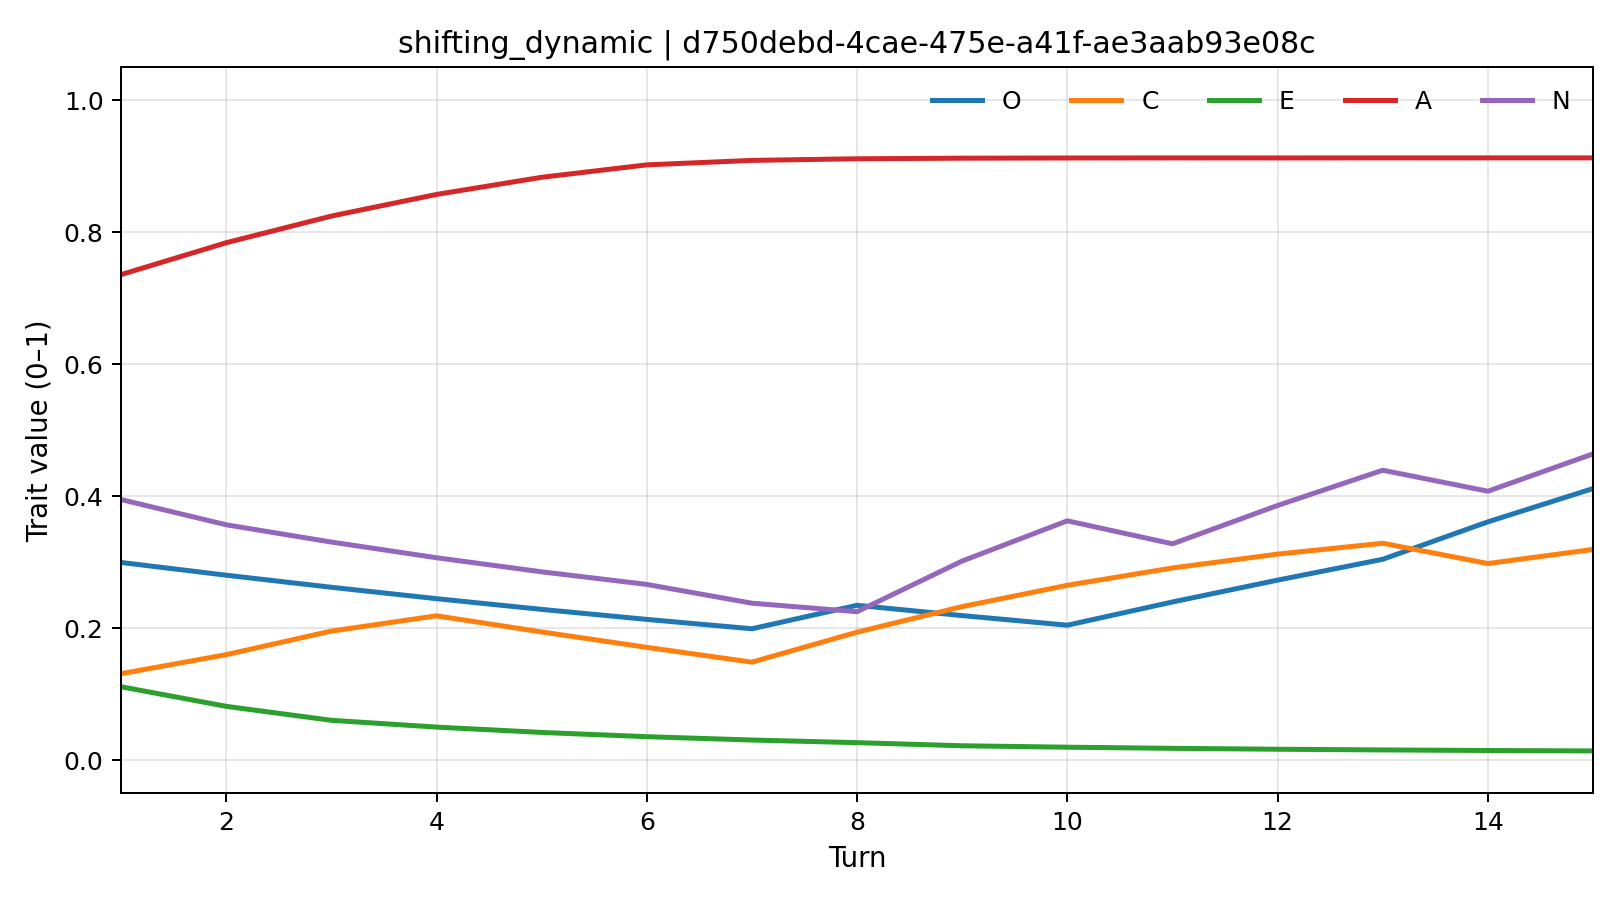 shifting_dynamic | d750debd-4cae-475e-a41f-ae3aab93e08c
O C E A N
1.0
0.8
0.6
0.4
0.2
0.0
Trait value (0–1)
2 4 6 8 10 12 14
Turn